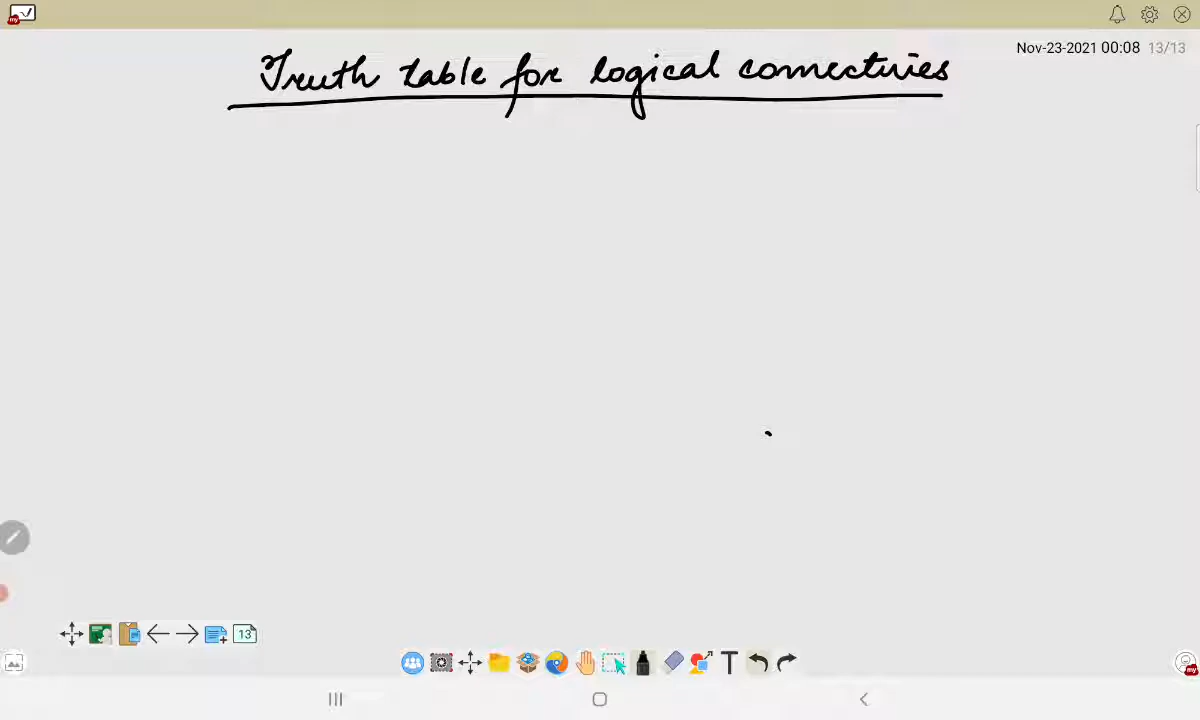 Nov-23-2021 00:08 13/13
Truth table for logical connectives
13